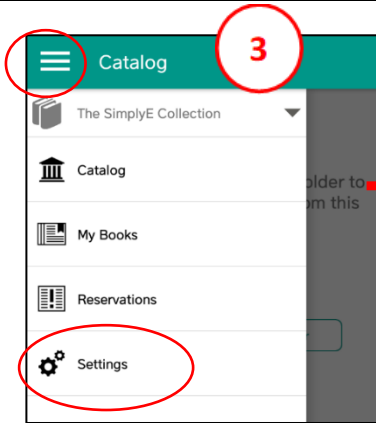 Catalog
3
The SimplyE Collection
Catalog
older to
om this
My Books
Reservations
Settings